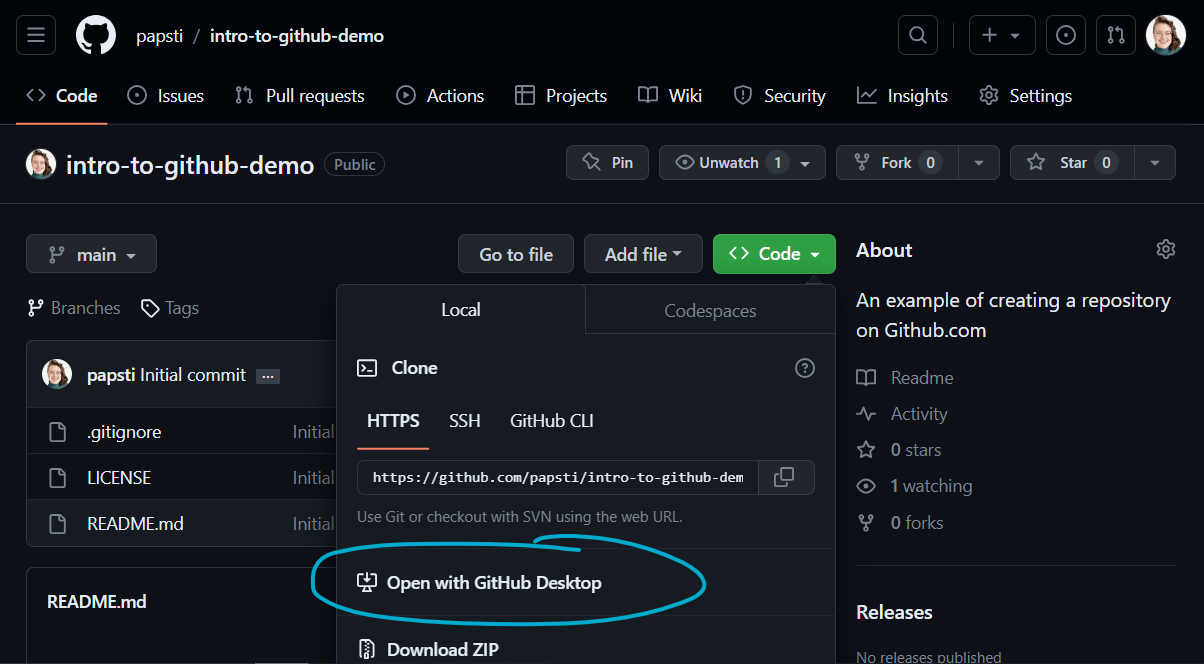 papsti / intro-to-github-demo
Code Issues Pull requests Actions Projects Wiki Security Insights Settings
intro-to-github-demo Public Pin Unwatch 1 Fork 0 Star 0
main Go to file Add file Code
Branches Tags
Local Codespaces
papsti Initial commit ...
.gitignore Initial
LICENSE Initial
README.md Initial
README.md
Clone
HTTPS SSH GitHub CLI
https://github.com/papsti/intro-to-github-dem
Use Git or checkout with SVN using the web URL.
Open with GitHub Desktop
Download ZIP
About
An example of creating a repository
on Github.com
Readme
Activity
0 stars
1 watching
0 forks
Releases
No releases published